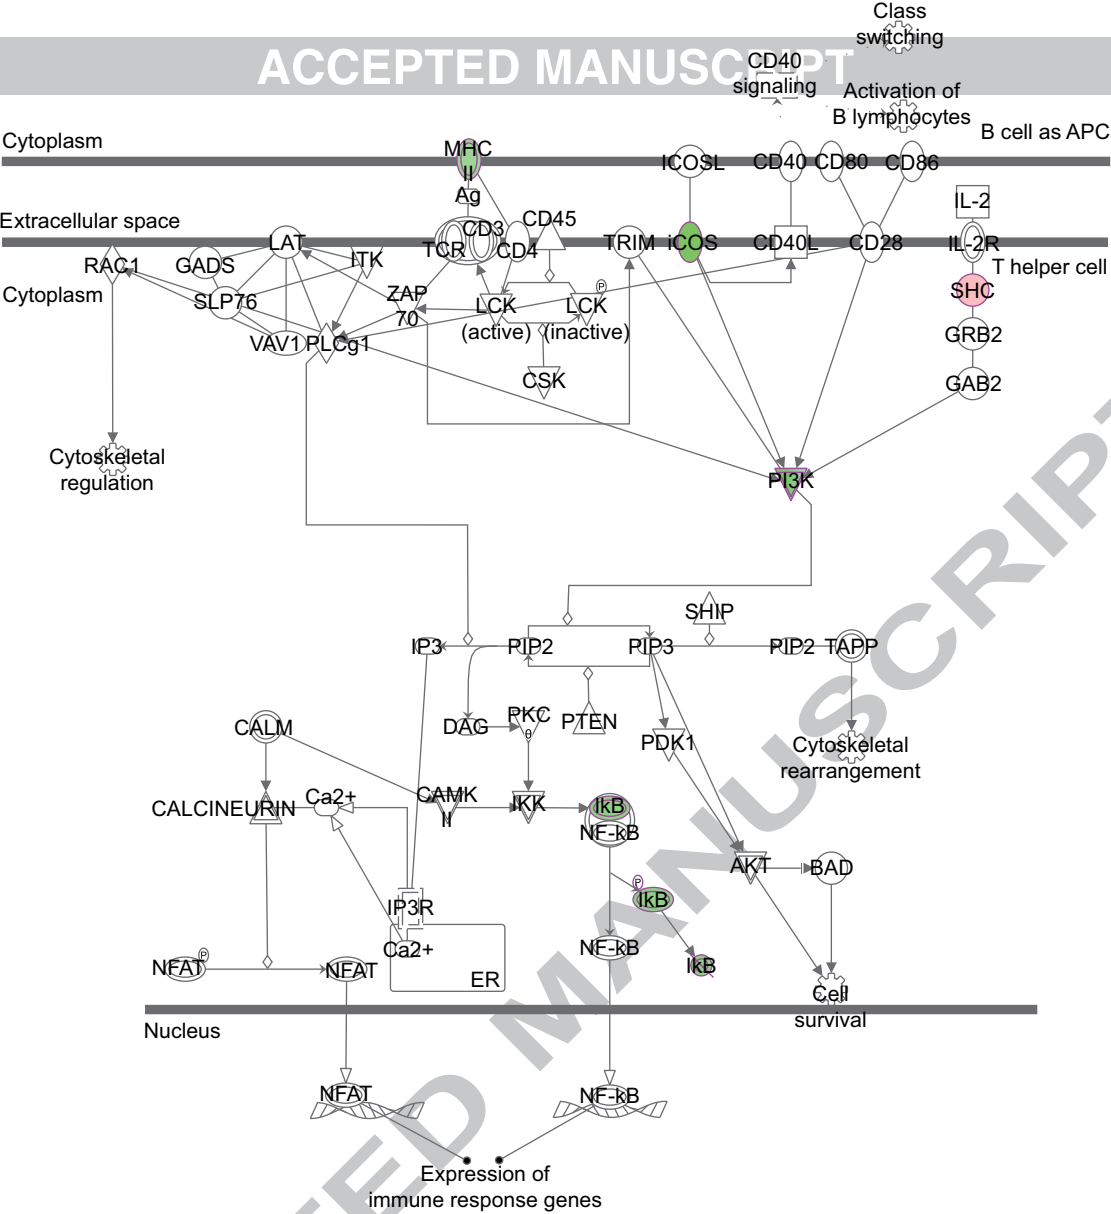 Class
switching
ACCEPTED MANUSCRIPT
CD40
signaling
Activation of
B lymphocytes
B cell as APC
Cytoplasm
MHC
II
Ag
ICOSL
CD40
CD80
CD86
IL-2
Extracellular space
LAT
TCR
CD3
CD4
CD45
TRIM
iCOS
CD40L
CD28
IL-2R
T helper cell
RAC1
GADS
ITK
Cytoplasm
SLP76
ZAP
70
LCK
(active)
P
LCK
(inactive)
SHC
VAV1
PLCg1
GRB2
CSK
GAB2
Cytoskeletal
regulation
PI3K
SHIP
IP3
PIP2
PIP3
PIP2
TAPP
CALM
DAG
PKC
θ
PTEN
PDK1
Cytoskeletal
rearrangement
CALCINEURIN
Ca2+
CAMK
II
IKK
IkB
NF-kB
AKT
BAD
P
IkB
IP3R
Ca2+
ER
NF-kB
IkB
P
NFAT
NFAT
Cell
survival
Nucleus
NFAT
NF-kB
Expression of
immune response genes
TED MANUSCRIPT